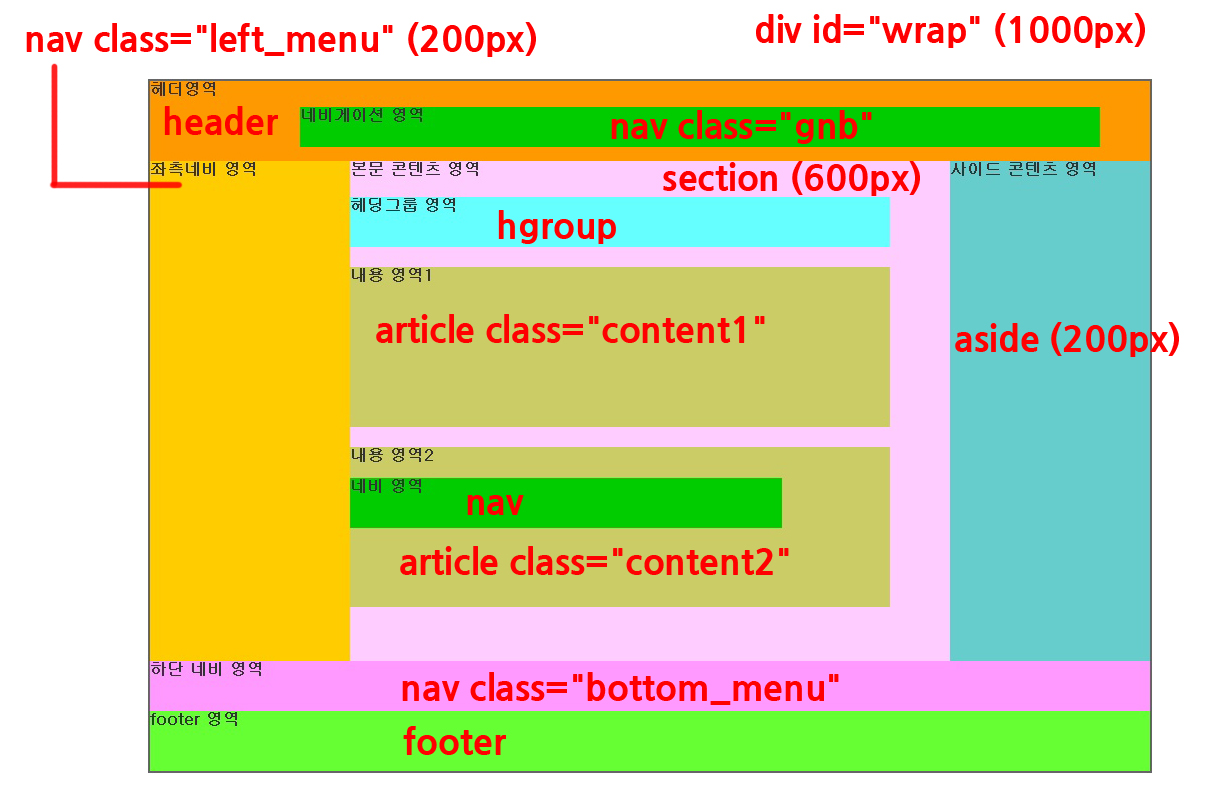 nav class="left_menu" (200px)
div id="wrap" (1000px)
헤더영역
header
네비게이션 영역
nav class="gnb"
좌측네비 영역
본문 콘텐츠 영역
section (600px)
사이드 콘텐츠 영역
헤딩그룹 영역
hgroup
내용 영역1
article class="content1"
aside (200px)
내용 영역2
네비 영역
nav
article class="content2"
하단 네비 영역
nav class="bottom_menu"
footer 영역
footer